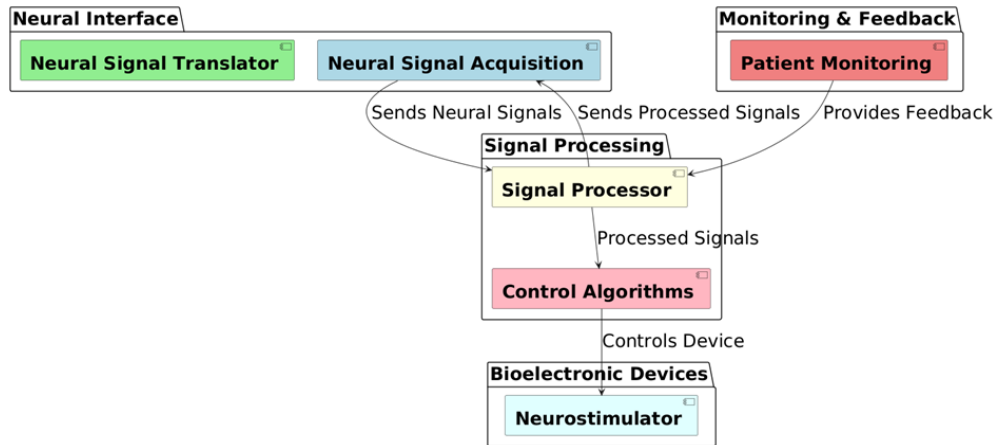 Neural Interface
Monitoring & Feedback
Neural Signal Translator
Neural Signal Acquisition
Patient Monitoring
Sends Neural Signals
Sends Processed Signals
Provides Feedback
Signal Processing
Signal Processor
Processed Signals
Control Algorithms
Controls Device
Bioelectronic Devices
Neurostimulator